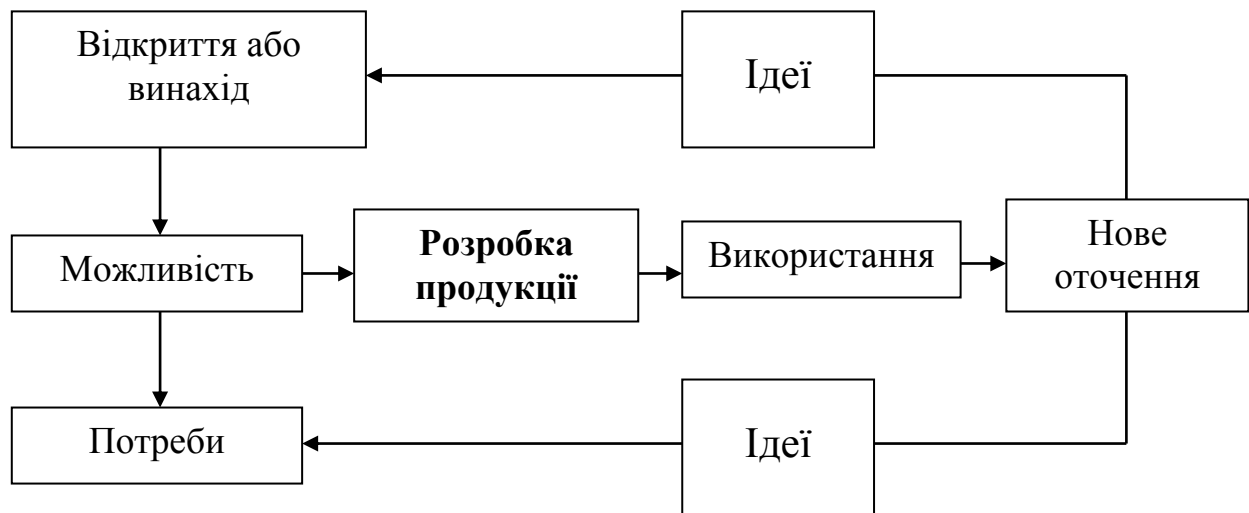 Відкриття або
винахід
Ідеї
Можливість
Розробка
продукції
Використання
Нове
оточення
Потреби
Ідеї